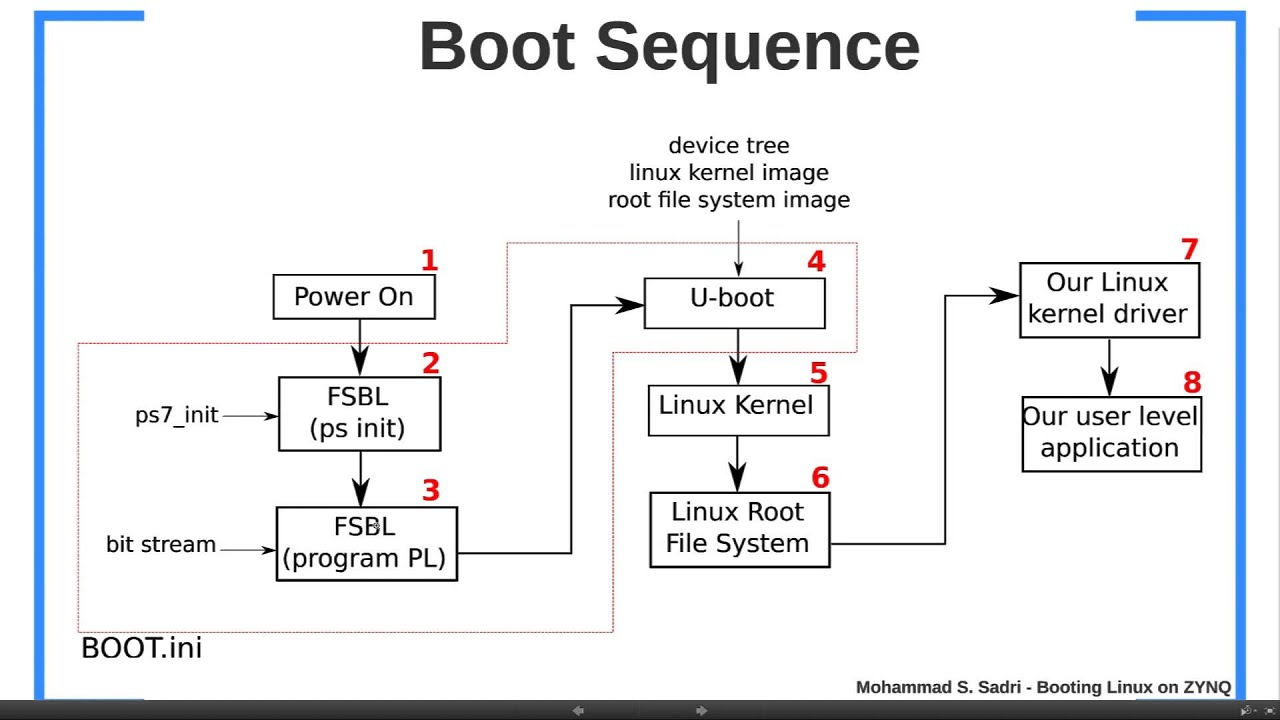 Boot Sequence
device tree
linux kernel image
root file system image
1
Power On
2
FSBL
(ps init)
ps7_init
3
FSBL
(program PL)
bit stream
4
U-boot
5
Linux Kernel
6
Linux Root
File System
7
Our Linux
kernel driver
8
Our user level
application
BOOT.ini
Mohammad S. Sadri - Booting Linux on ZYNQ